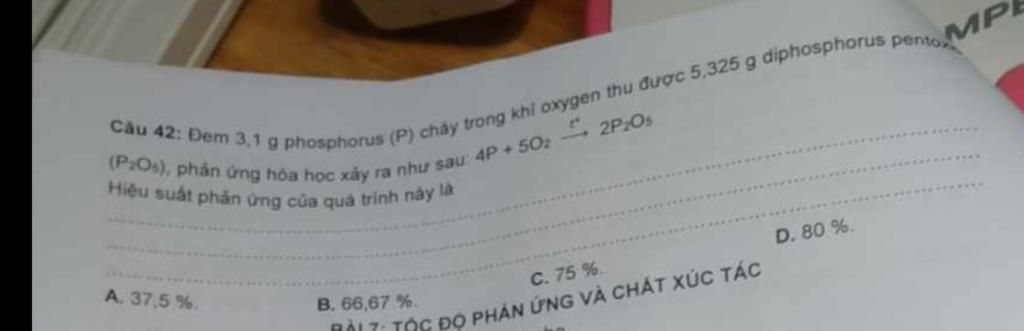 MPE
Câu 42: Đem 3,1 g phosphorus (P) cháy trong khí oxygen thu được 5,325 g diphosphorus
(P₂O₅), phản ứng hóa học xảy ra như sau: 4P + 5O₂ t° → 2P₂O₅
Hiệu suất phản ứng của quá trình này là
A. 37,5 %. B. 66,67 %. C. 75 %. D. 80 %.
BÀI 7: TỐC ĐỘ PHẢN ỨNG VÀ CHẤT XÚC TÁC